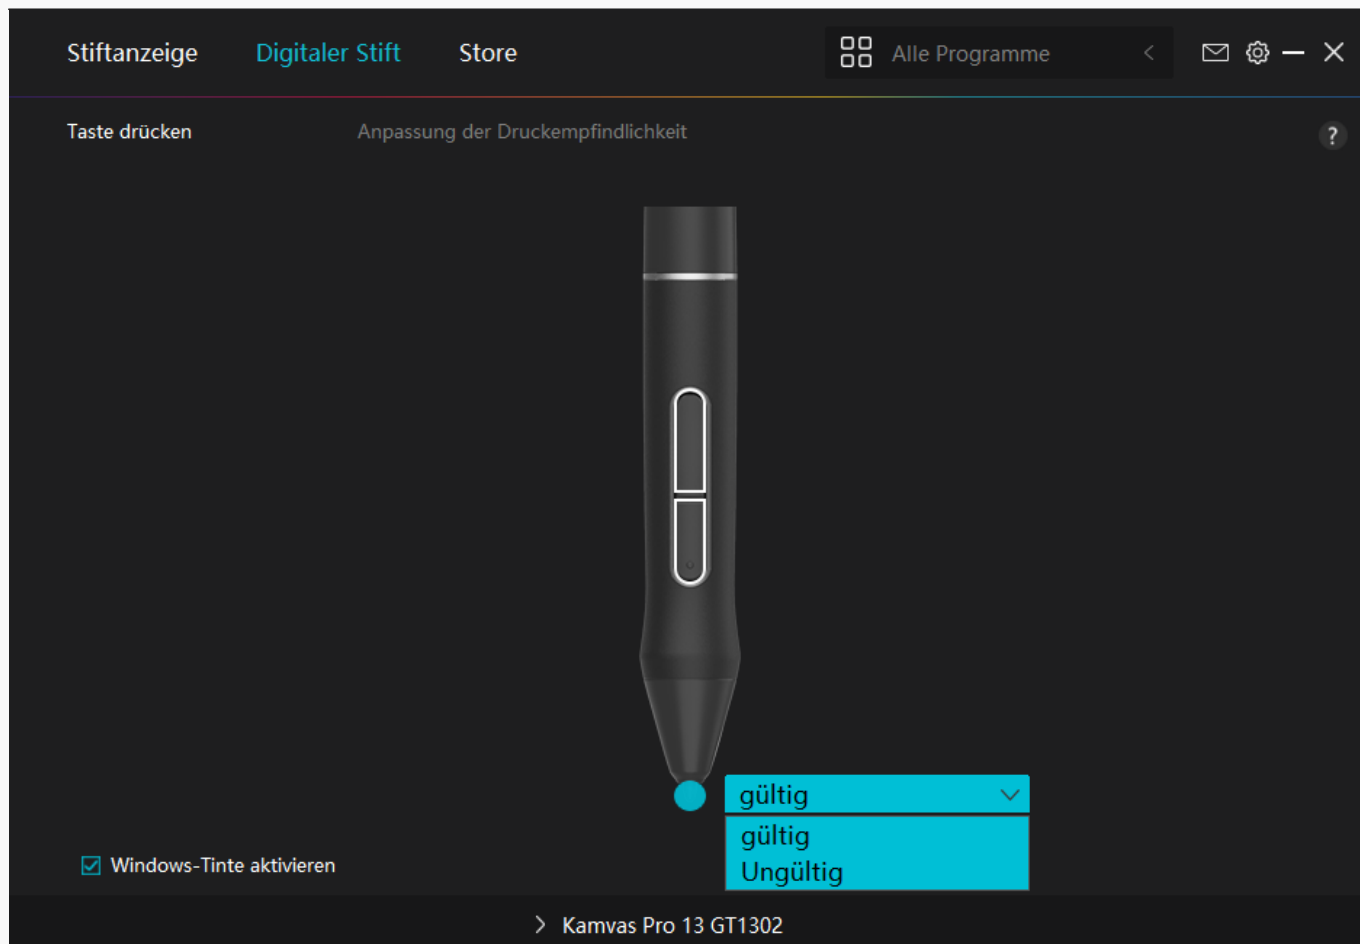 Stiftanzeige Digitaler Stift Store Alle Programme
Taste drücken Anpassung der Druckempfindlichkeit ?
gültig
gültig
Ungültig
Windows-Tinte aktivieren
Kamvas Pro 13 GT1302